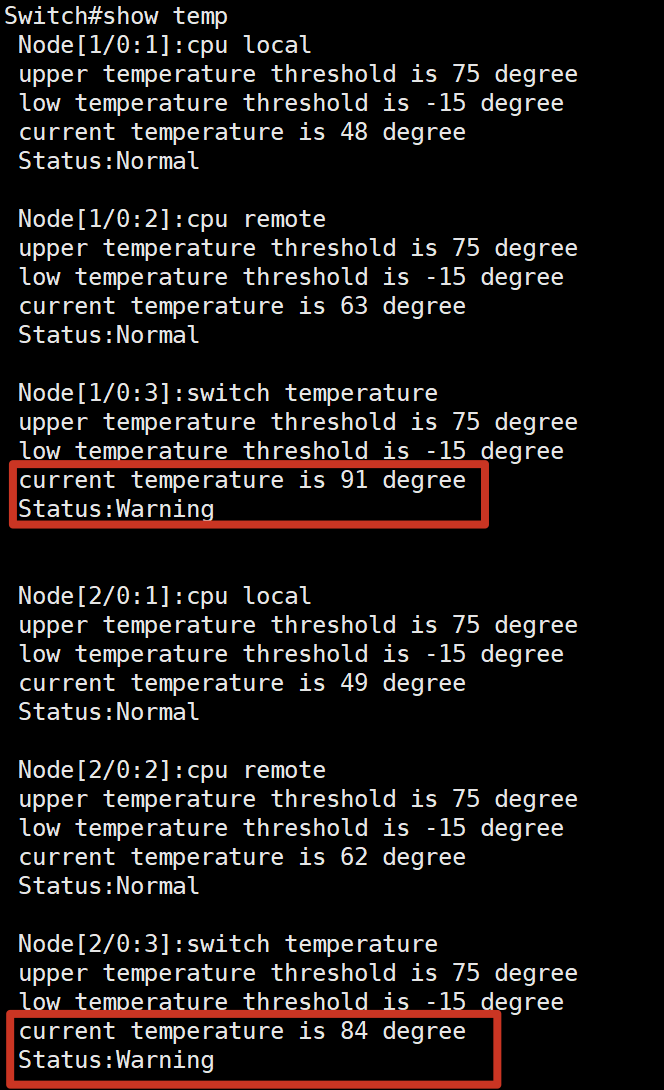 Switch#show temp
Node[1/0:1]:cpu local
upper temperature threshold is 75 degree
low temperature threshold is -15 degree
current temperature is 48 degree
Status:Normal
Node[1/0:2]:cpu remote
upper temperature threshold is 75 degree
low temperature threshold is -15 degree
current temperature is 63 degree
Status:Normal
Node[1/0:3]:switch temperature
upper temperature threshold is 75 degree
low temperature threshold is -15 degree
current temperature is 91 degree
Status:Warning
Node[2/0:1]:cpu local
upper temperature threshold is 75 degree
low temperature threshold is -15 degree
current temperature is 49 degree
Status:Normal
Node[2/0:2]:cpu remote
upper temperature threshold is 75 degree
low temperature threshold is -15 degree
current temperature is 62 degree
Status:Normal
Node[2/0:3]:switch temperature
upper temperature threshold is 75 degree
low temperature threshold is -15 degree
current temperature is 84 degree
Status:Warning